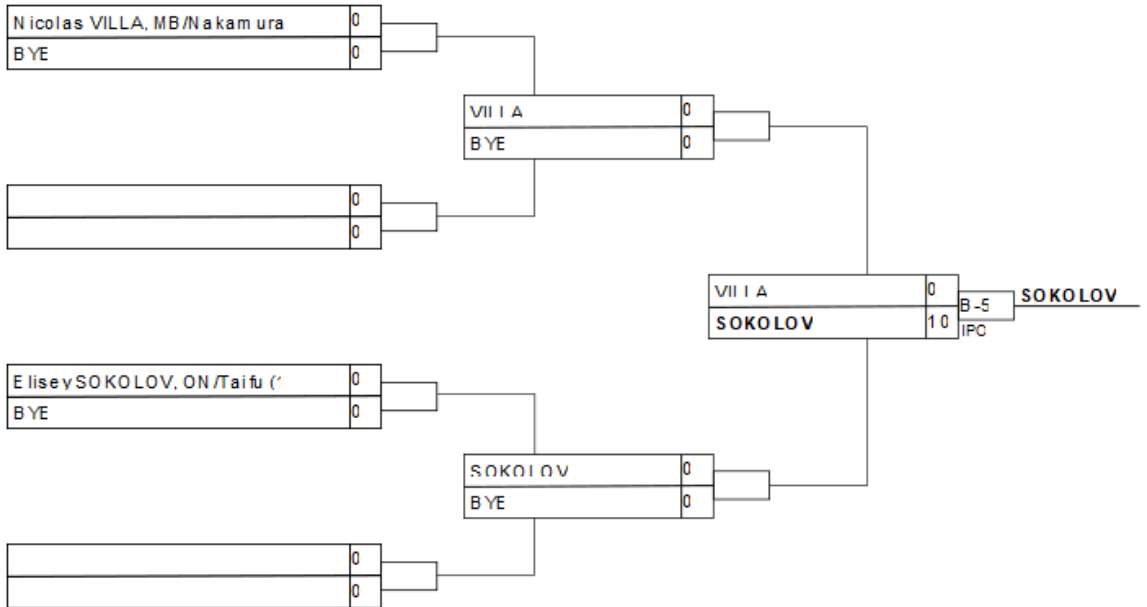 Nicolas VILLA, MB/Nakamura 0
BYE 0
VILLA 0
BYE 0
0
0
VILLA 0
SOKOLOV 10
B-5
IPO
SOKOLOV
Elisey SOKOLOV, ON/Taifu ( 0
BYE 0
SOKOLOV 0
BYE 0
0
0